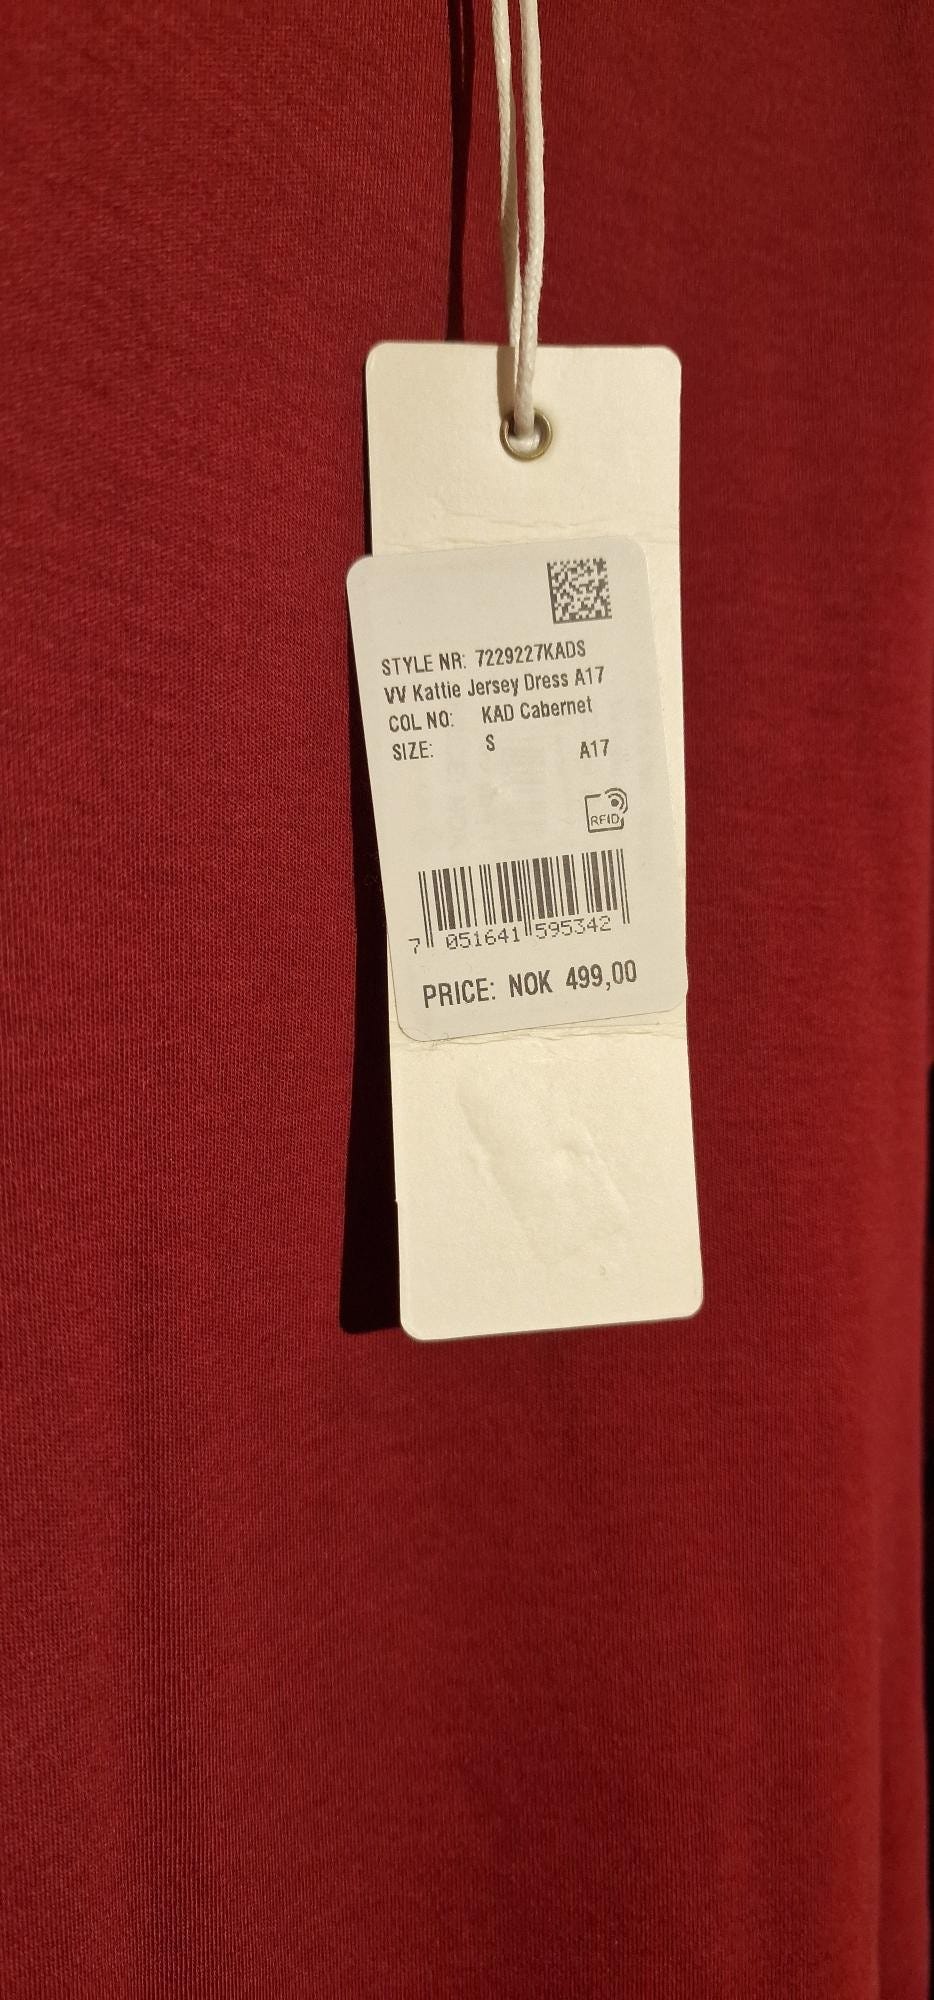 STYLE NR: 7229227KADS
VV Kattie Jersey Dress A17
COL NO: KAD Cabernet
SIZE: S A17
RFID
7 051641 595342
PRICE: NOK 499,00